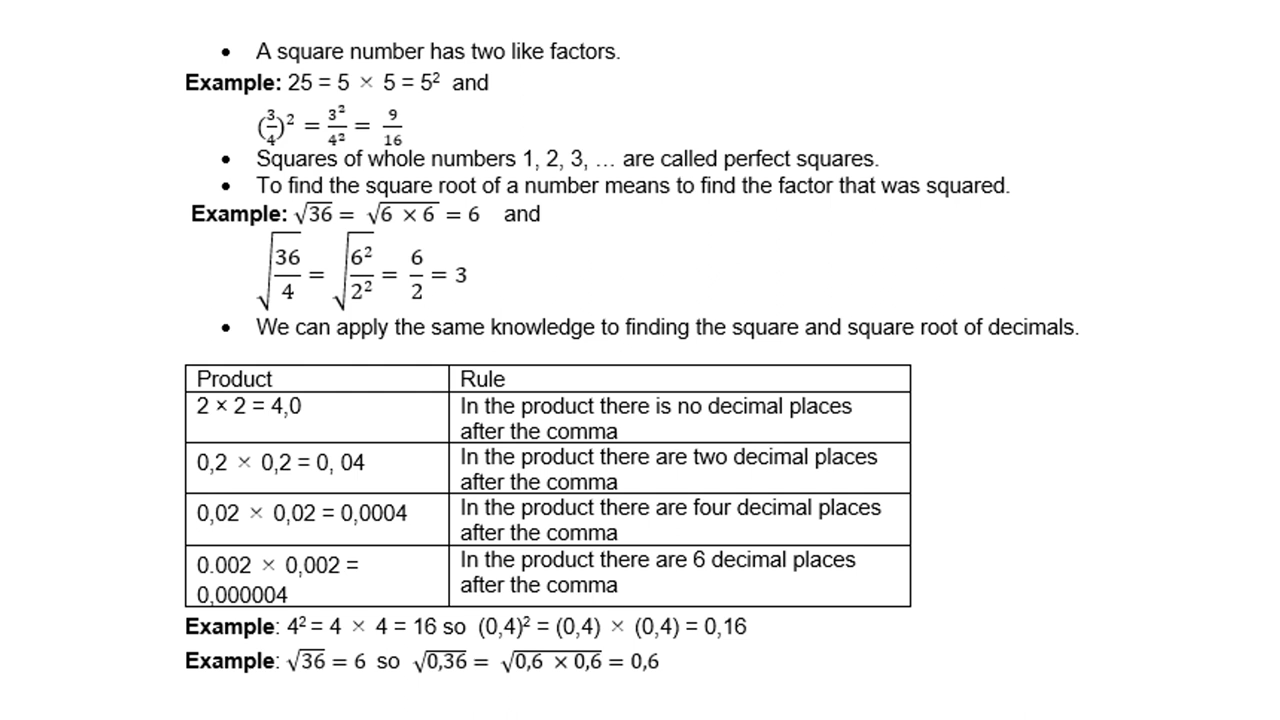 • A square number has two like factors.
Example: 25 = 5 × 5 = 5² and
(3/4)² = 3²/4² = 9/16
• Squares of whole numbers 1, 2, 3, … are called perfect squares.
• To find the square root of a number means to find the factor that was squared.
Example: √36 = √(6 × 6) = 6 and
√(36/4) = √(6²/2²) = 6/2 = 3
• We can apply the same knowledge to finding the square and square root of decimals.
Product Rule
2 × 2 = 4,0 In the product there is no decimal places
after the comma
0,2 × 0,2 = 0, 04 In the product there are two decimal places
after the comma
0,02 × 0,02 = 0,0004 In the product there are four decimal places
after the comma
0.002 × 0,002 = In the product there are 6 decimal places
0,000004 after the comma
Example: 4² = 4 × 4 = 16 so (0,4)² = (0,4) × (0,4) = 0,16
Example: √36 = 6 so √0,36 = √(0,6 × 0,6) = 0,6